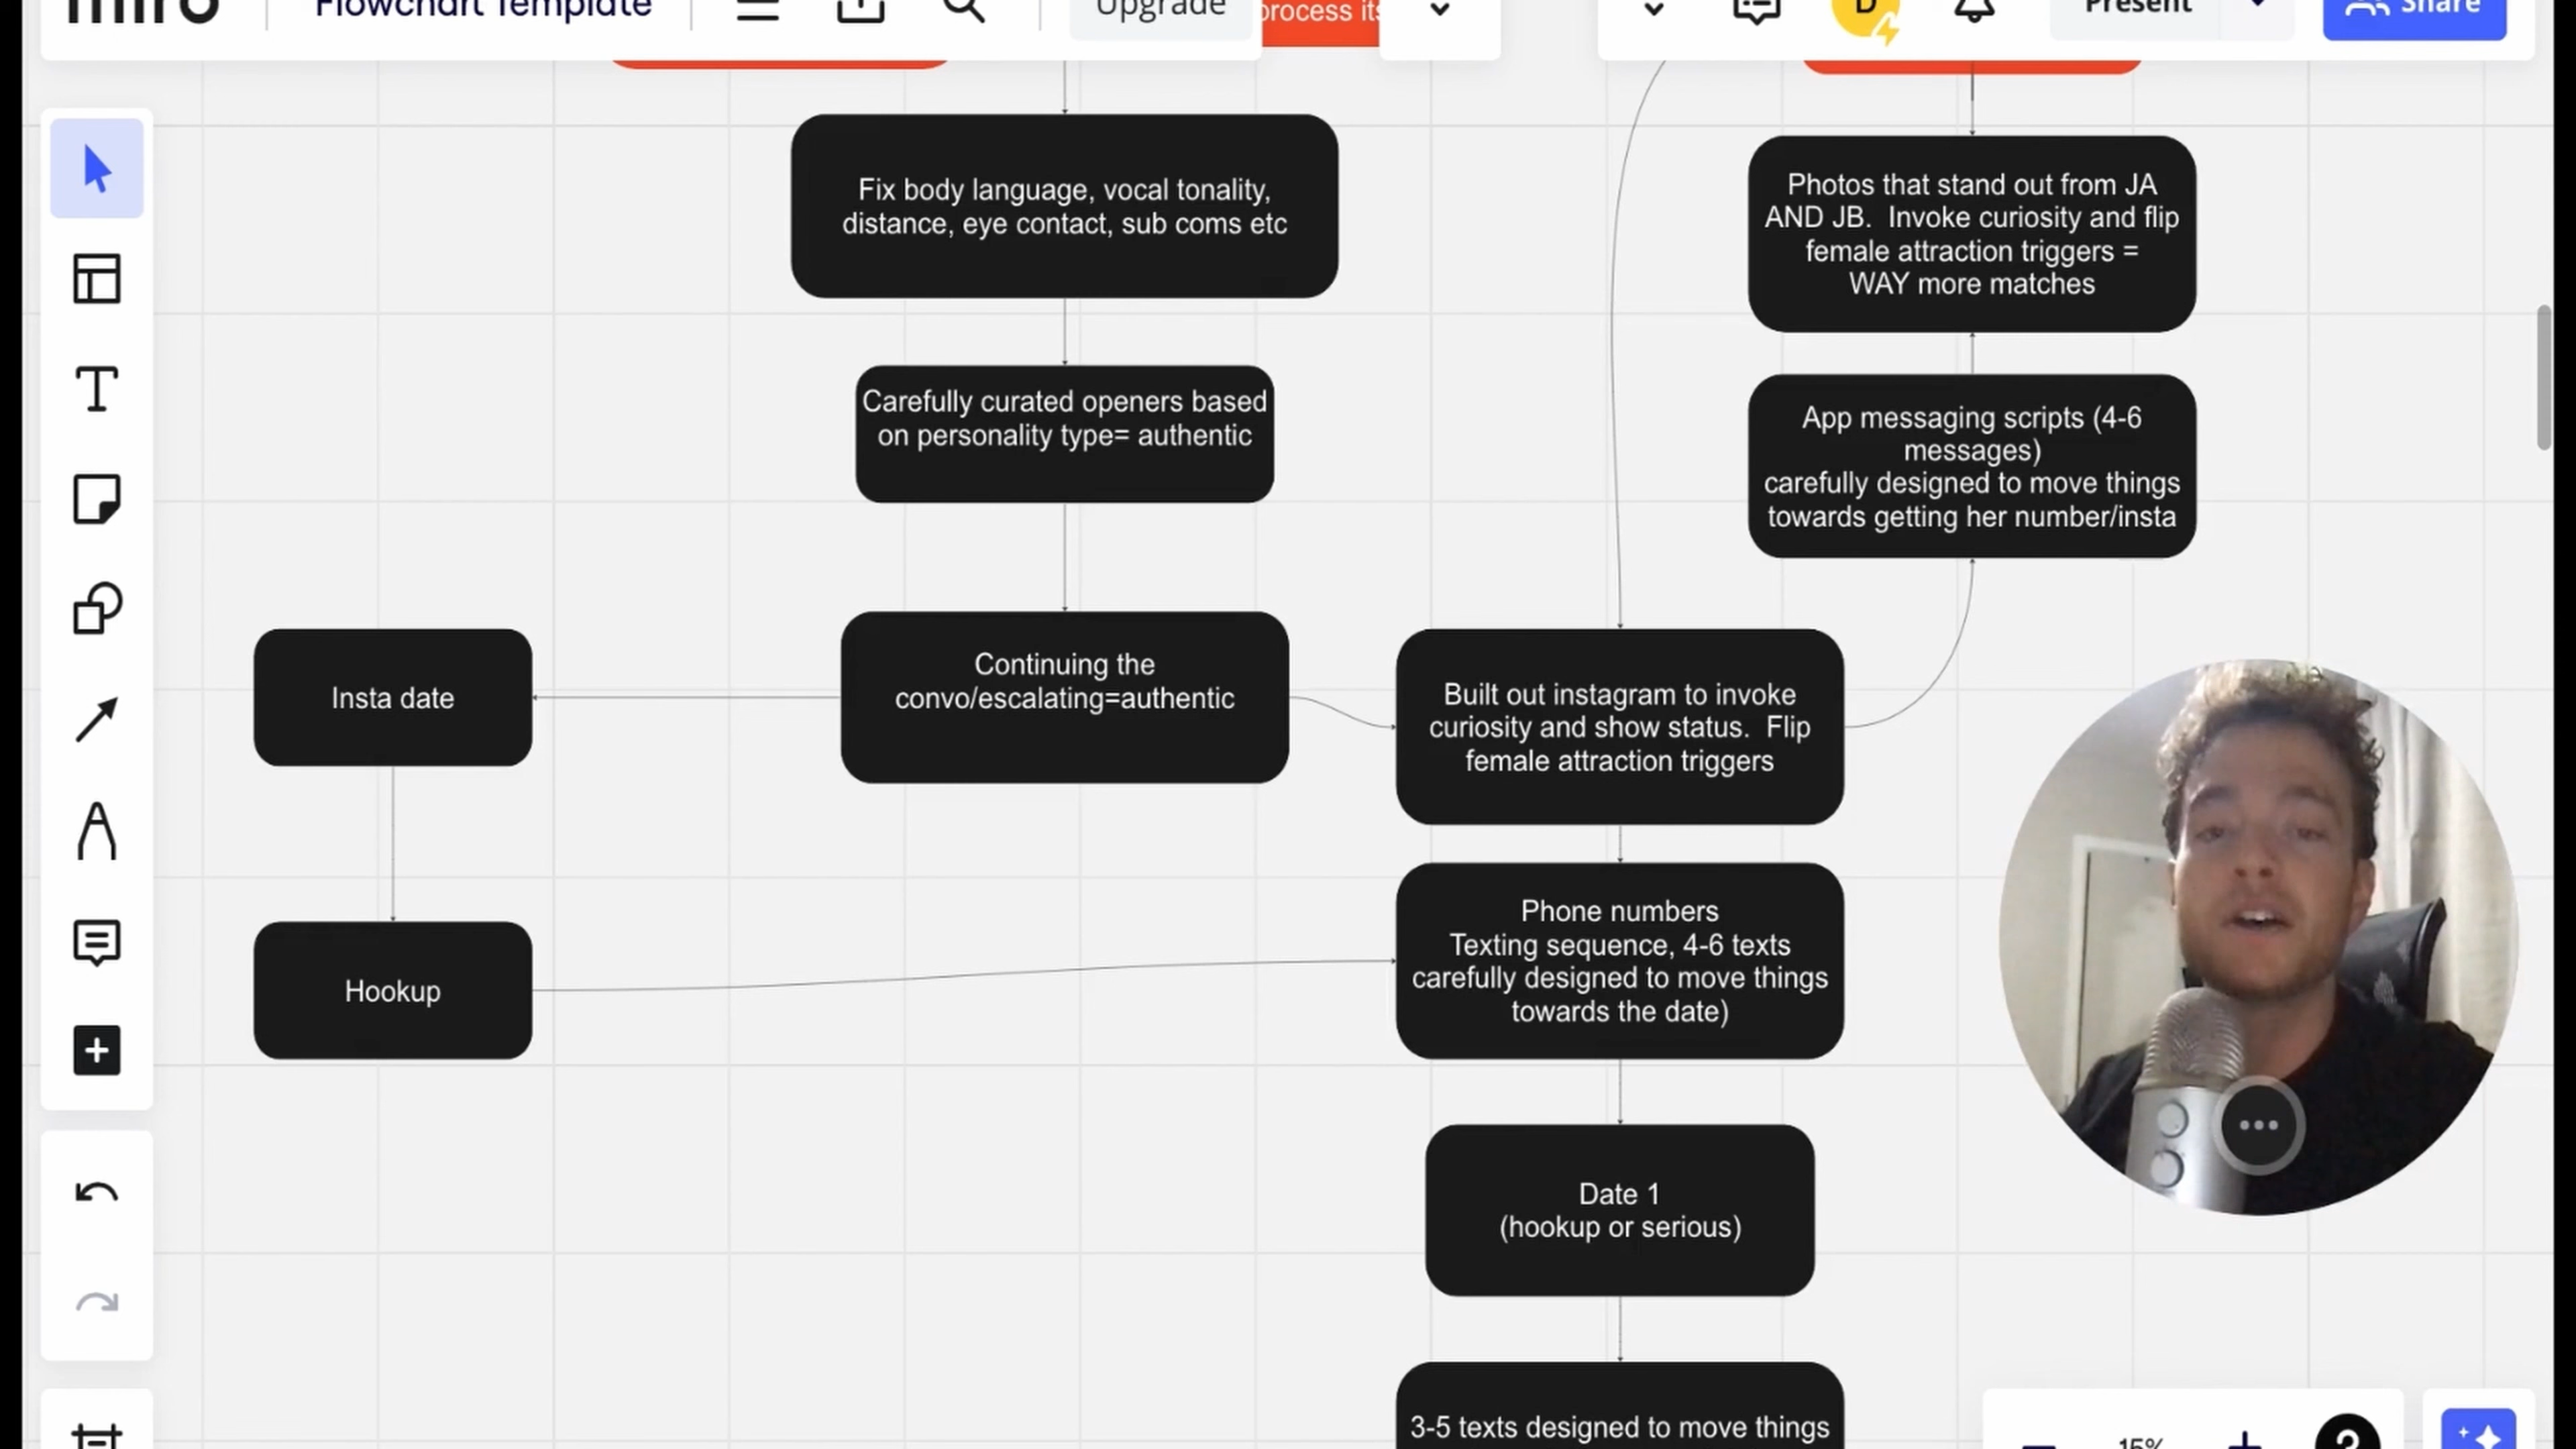 miro
Flowchart Template
Upgrade
process its
D
Present
Share
Fix body language, vocal tonality,
distance, eye contact, sub coms etc
Photos that stand out from JA
AND JB.  Invoke curiosity and flip
female attraction triggers =
WAY more matches
Carefully curated openers based
on personality type= authentic
App messaging scripts (4-6
messages)
carefully designed to move things
towards getting her number/insta
Insta date
Continuing the
convo/escalating=authentic
Built out instagram to invoke
curiosity and show status.  Flip
female attraction triggers
Hookup
Phone numbers
Texting sequence, 4-6 texts
carefully designed to move things
towards the date)
Date 1
(hookup or serious)
3-5 texts designed to move things
15%